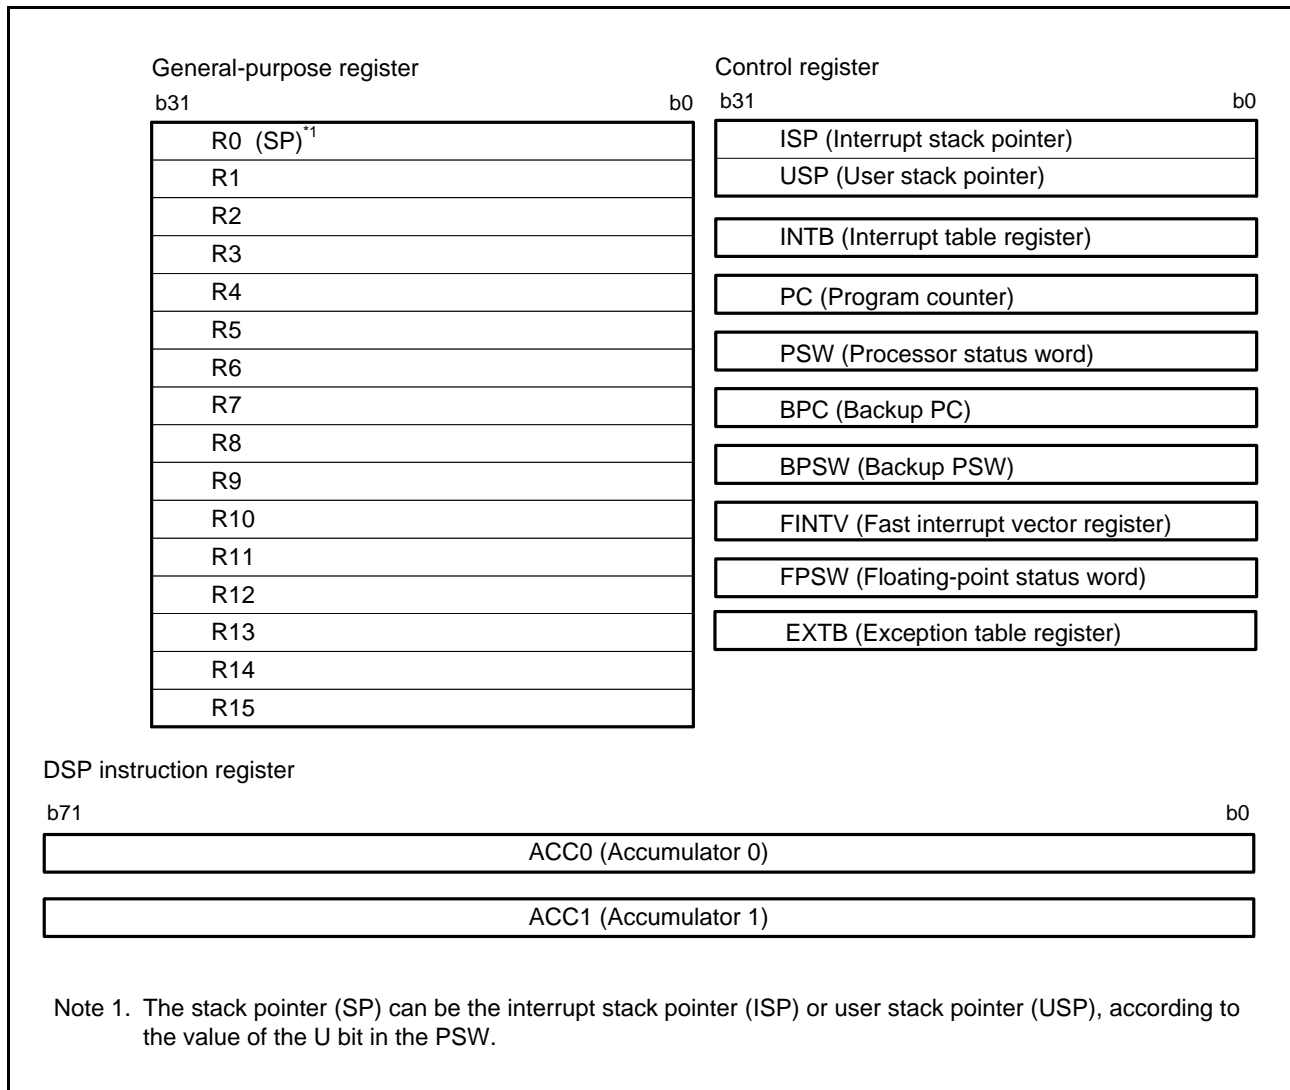 General-purpose register
b31 b0
R0 (SP)*1
R1
R2
R3
R4
R5
R6
R7
R8
R9
R10
R11
R12
R13
R14
R15
Control register
b31 b0
ISP (Interrupt stack pointer)
USP (User stack pointer)
INTB (Interrupt table register)
PC (Program counter)
PSW (Processor status word)
BPC (Backup PC)
BPSW (Backup PSW)
FINTV (Fast interrupt vector register)
FPSW (Floating-point status word)
EXTB (Exception table register)
DSP instruction register
b71 b0
ACC0 (Accumulator 0)
ACC1 (Accumulator 1)
Note 1. The stack pointer (SP) can be the interrupt stack pointer (ISP) or user stack pointer (USP), according to
the value of the U bit in the PSW.